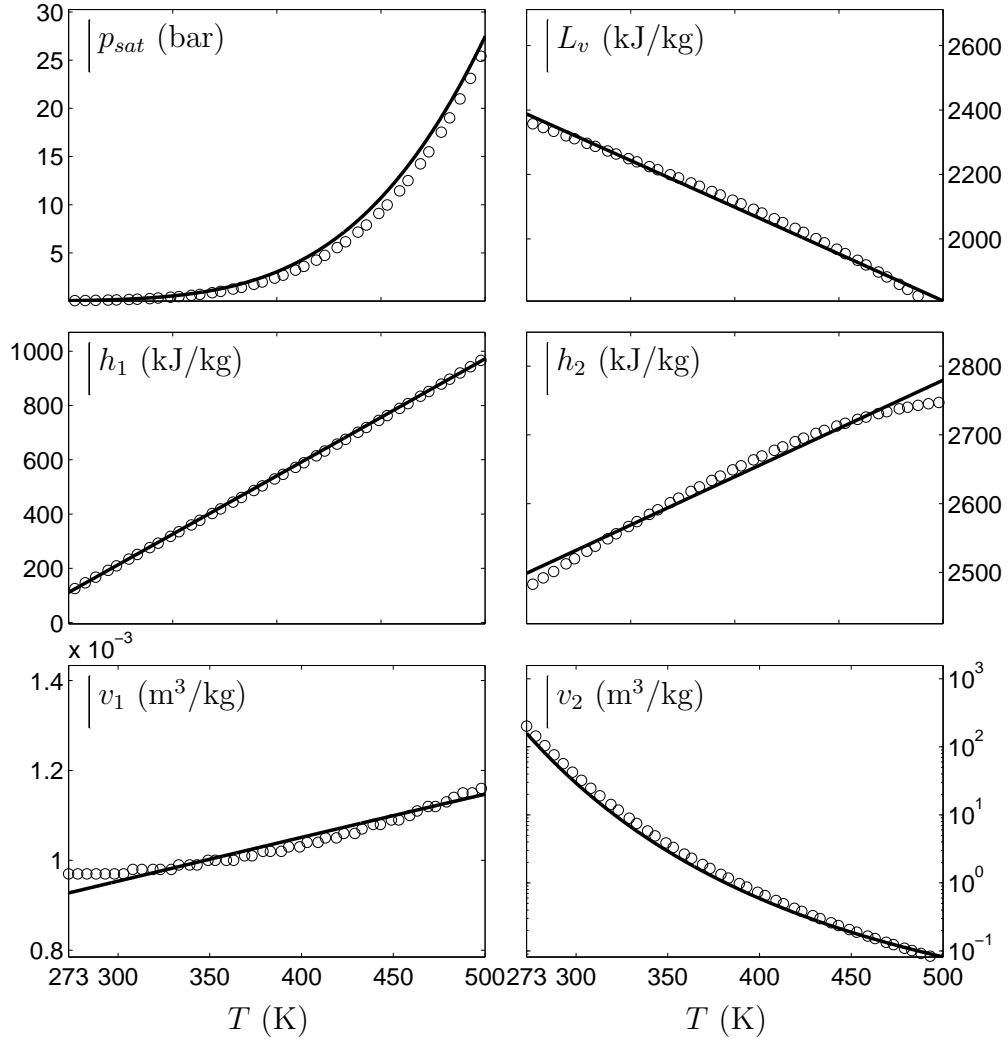 p_sat (bar)
30
25
20
15
10
5
L_v (kJ/kg)
2600
2400
2200
2000
h_1 (kJ/kg)
1000
800
600
400
200
0
h_2 (kJ/kg)
2800
2700
2600
2500
x 10^−3
v_1 (m^3/kg)
1.4
1.2
1
0.8
273 300 350 400 450 500
T (K)
v_2 (m^3/kg)
10^3
10^2
10^1
10^0
10^−1
273 300 350 400 450 500
T (K)